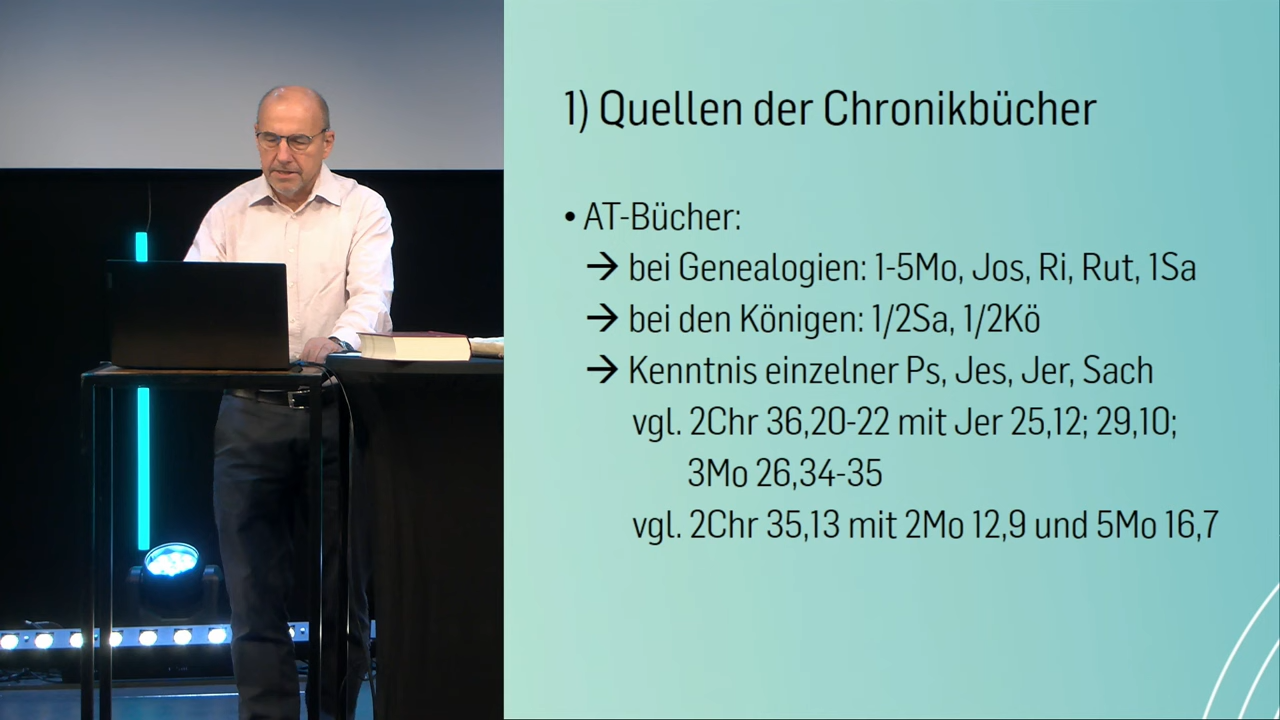 1) Quellen der Chronikbücher
• AT-Bücher:
→ bei Genealogien: 1-5Mo, Jos, Ri, Rut, 1Sa
→ bei den Königen: 1/2Sa, 1/2Kö
→ Kenntnis einzelner Ps, Jes, Jer, Sach
vgl. 2Chr 36,20-22 mit Jer 25,12; 29,10;
3Mo 26,34-35
vgl. 2Chr 35,13 mit 2Mo 12,9 und 5Mo 16,7